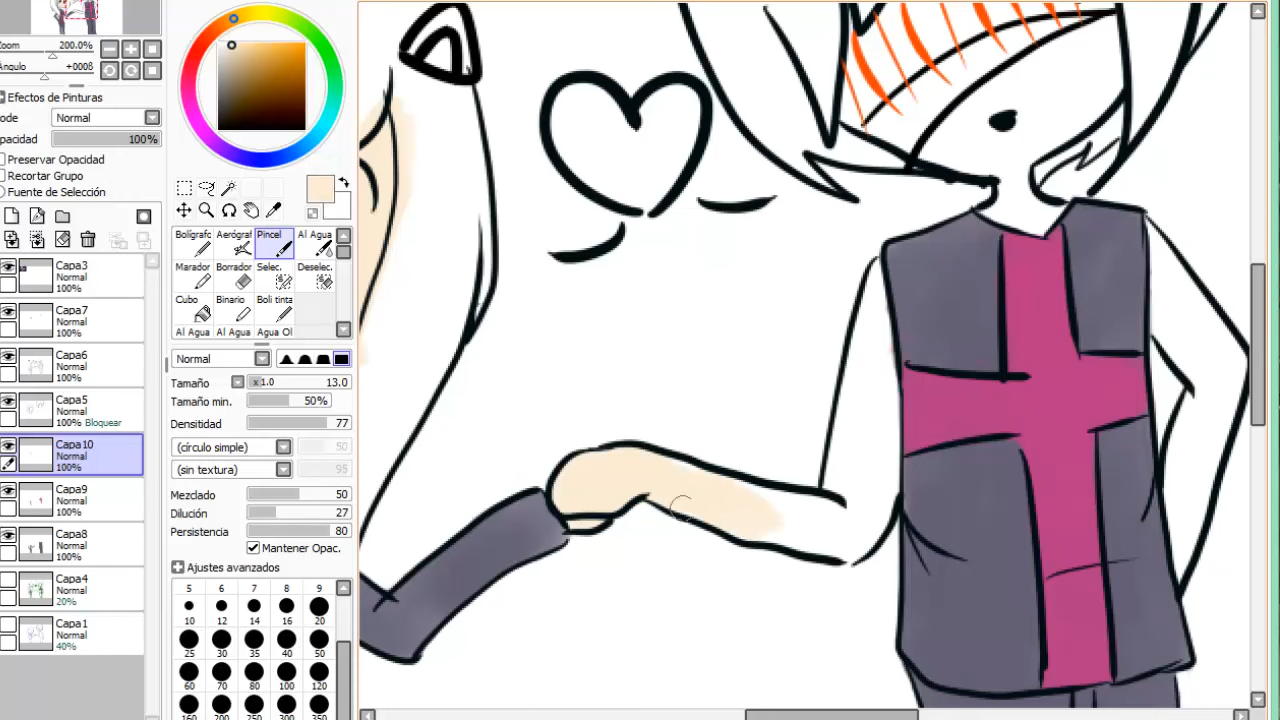 Zoom 200.0%
Ángulo +0008
Efectos de Pinturas
ode Normal
pacidad 100%
Preservar Opacidad
Recortar Grupo
Fuente de Selección
Capa3
Normal
100%
Capa7
Normal
100%
Capa6
Normal
100%
Capa5
Normal
100% Bloquear
Capa10
Normal
100%
Capa9
Normal
100%
Capa8
Normal
100%
Capa4
Normal
20%
Capa1
Normal
40%
Bolígrafo Aerógraf Pincel Al Agua
Marador Borrador Selec. Deselec.
Cubo Binario Boli tinta
Al Agua Al Agua Agua Ol
Normal
Tamaño x1.0 13.0
Tamaño min. 50%
Densitidad 77
(círculo simple) 50
(sin textura) 95
Mezclado 50
Dilución 27
Persistencia 80
Mantener Opac.
Ajustes avanzados
5 6 7 8 9
10 12 14 16 20
25 30 35 40 50
60 70 80 100 120
160 200 250 300 350